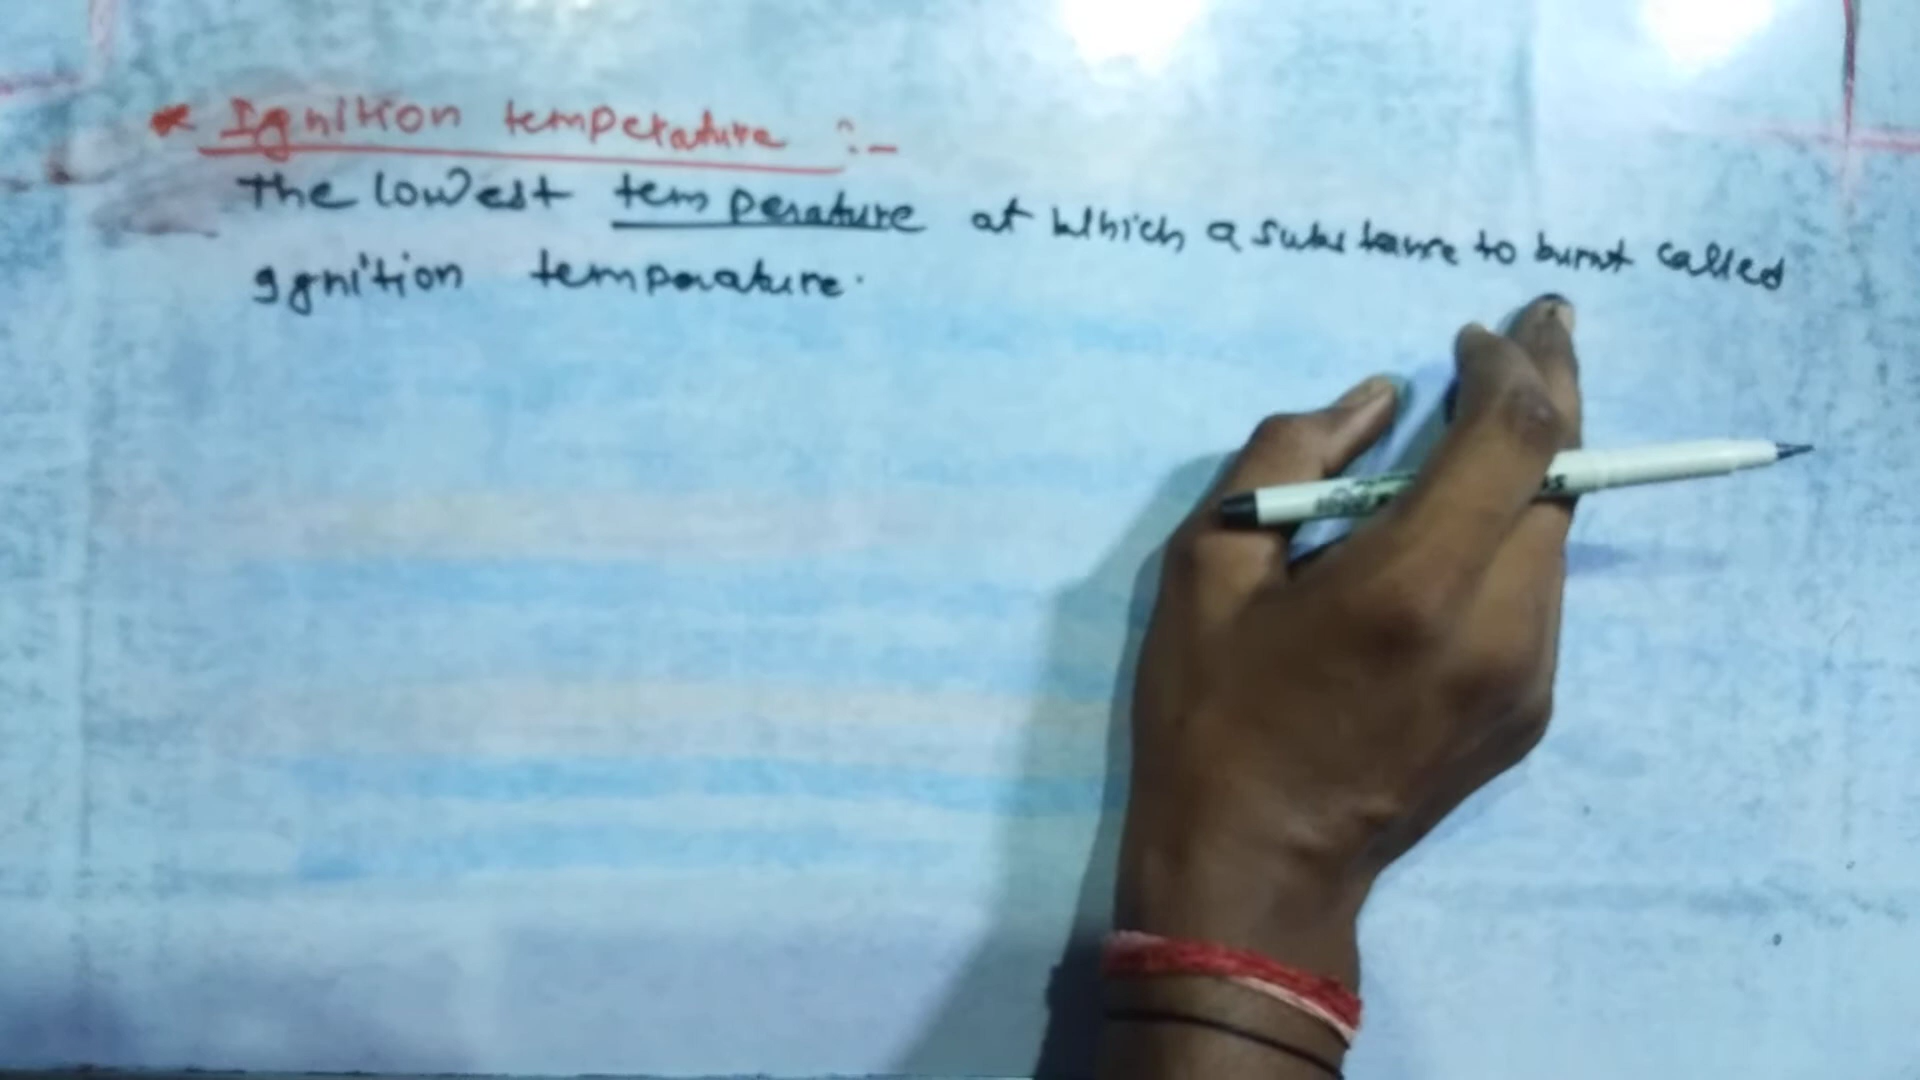 * Ignition temperature :-
The lowest temperature at which a substance to burnt called
Ignition temperature.